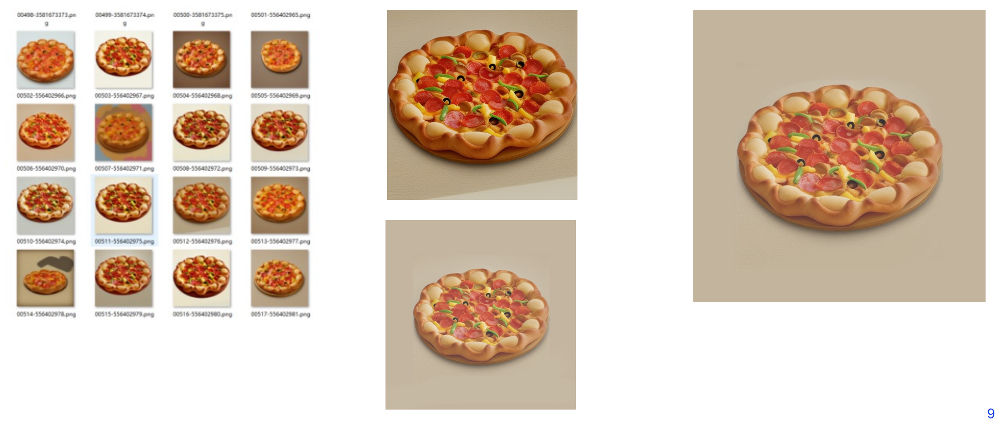 00498-3581673373.pn
g
00499-3581673374.pn
g
00500-3581673375.pn
g
00501-556402965.png
00502-556402966.png
00503-556402967.png
00504-556402968.png
00505-556402969.png
00506-556402970.png
00507-556402971.png
00508-556402972.png
00509-556402973.png
00510-556402974.png
00511-556402975.png
00512-556402976.png
00513-556402977.png
00514-556402978.png
00515-556402979.png
00516-556402980.png
00517-556402981.png
9